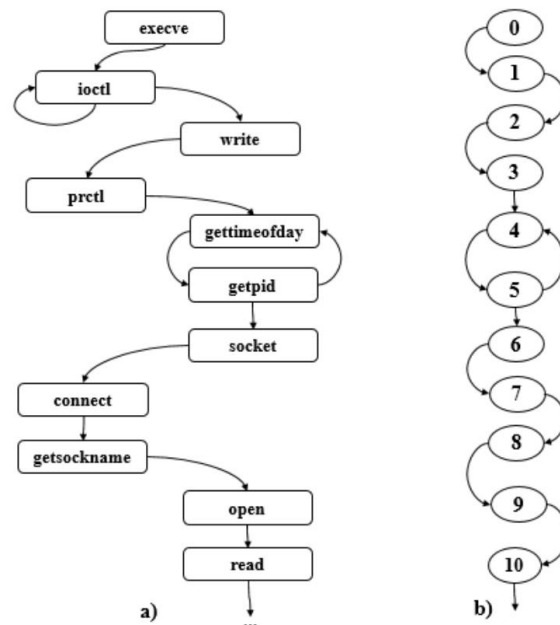 execve
ioctl
write
prctl
gettimeofday
getpid
socket
connect
getsockname
open
read
...
a)
0
1
2
3
4
5
6
7
8
9
10
b)